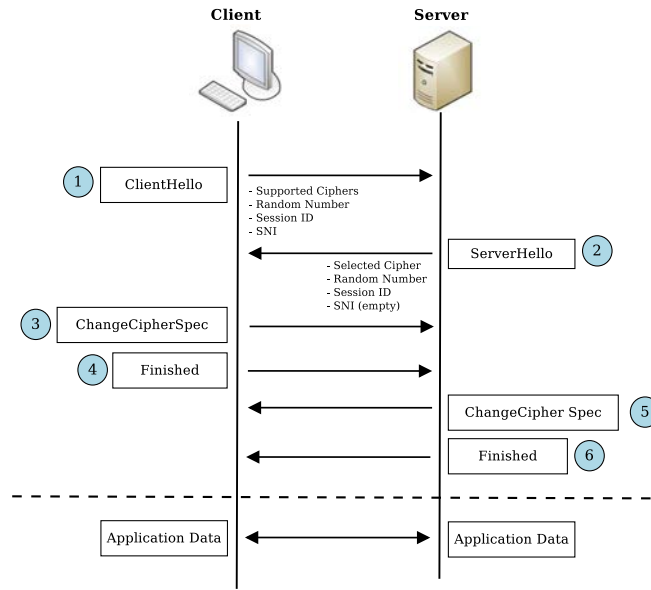 Client
Server
1
ClientHello
- Supported Ciphers
- Random Number
- Session ID
- SNI
ServerHello
2
- Selected Cipher
- Random Number
- Session ID
- SNI (empty)
3
ChangeCipherSpec
4
Finished
ChangeCipher Spec
5
Finished
6
Application Data
Application Data